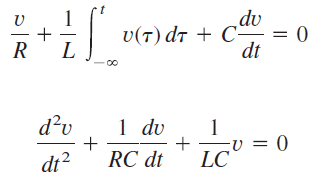 v/R + 1/L ∫_{-∞}^{t} v(τ) dτ + C dv/dt = 0
d²v/dt² + 1/RC dv/dt + 1/LC v = 0